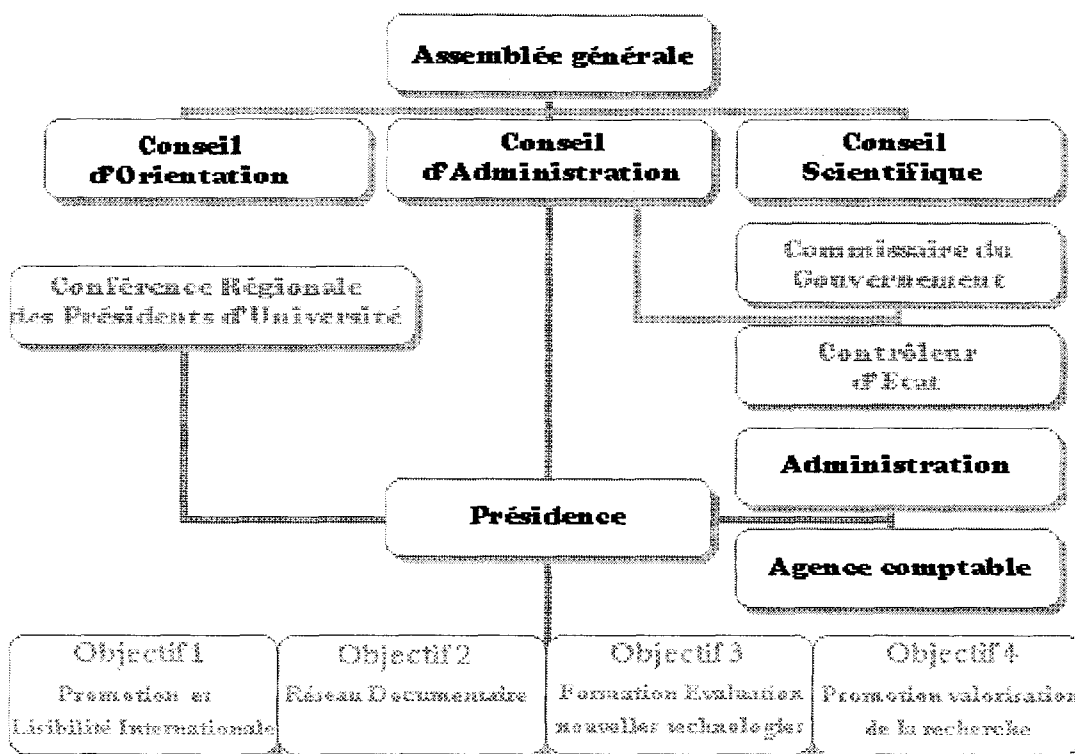 Assemblée générale
Conseil
d'Orientation
Conseil
d'Administration
Conseil
Scientifique
Commissaire du
Gouvernement
Conférence Régionale
des Présidents d'Université
Contrôleur
d'Etat
Administration
Présidence
Agence comptable
Objectif 1
Promotion et
Lisibilité Internationale
Objectif 2
Réseau Documentaire
Objectif 3
Formation Evaluation
nouvelles technologies
Objectif 4
Promotion valorisation
de la recherche